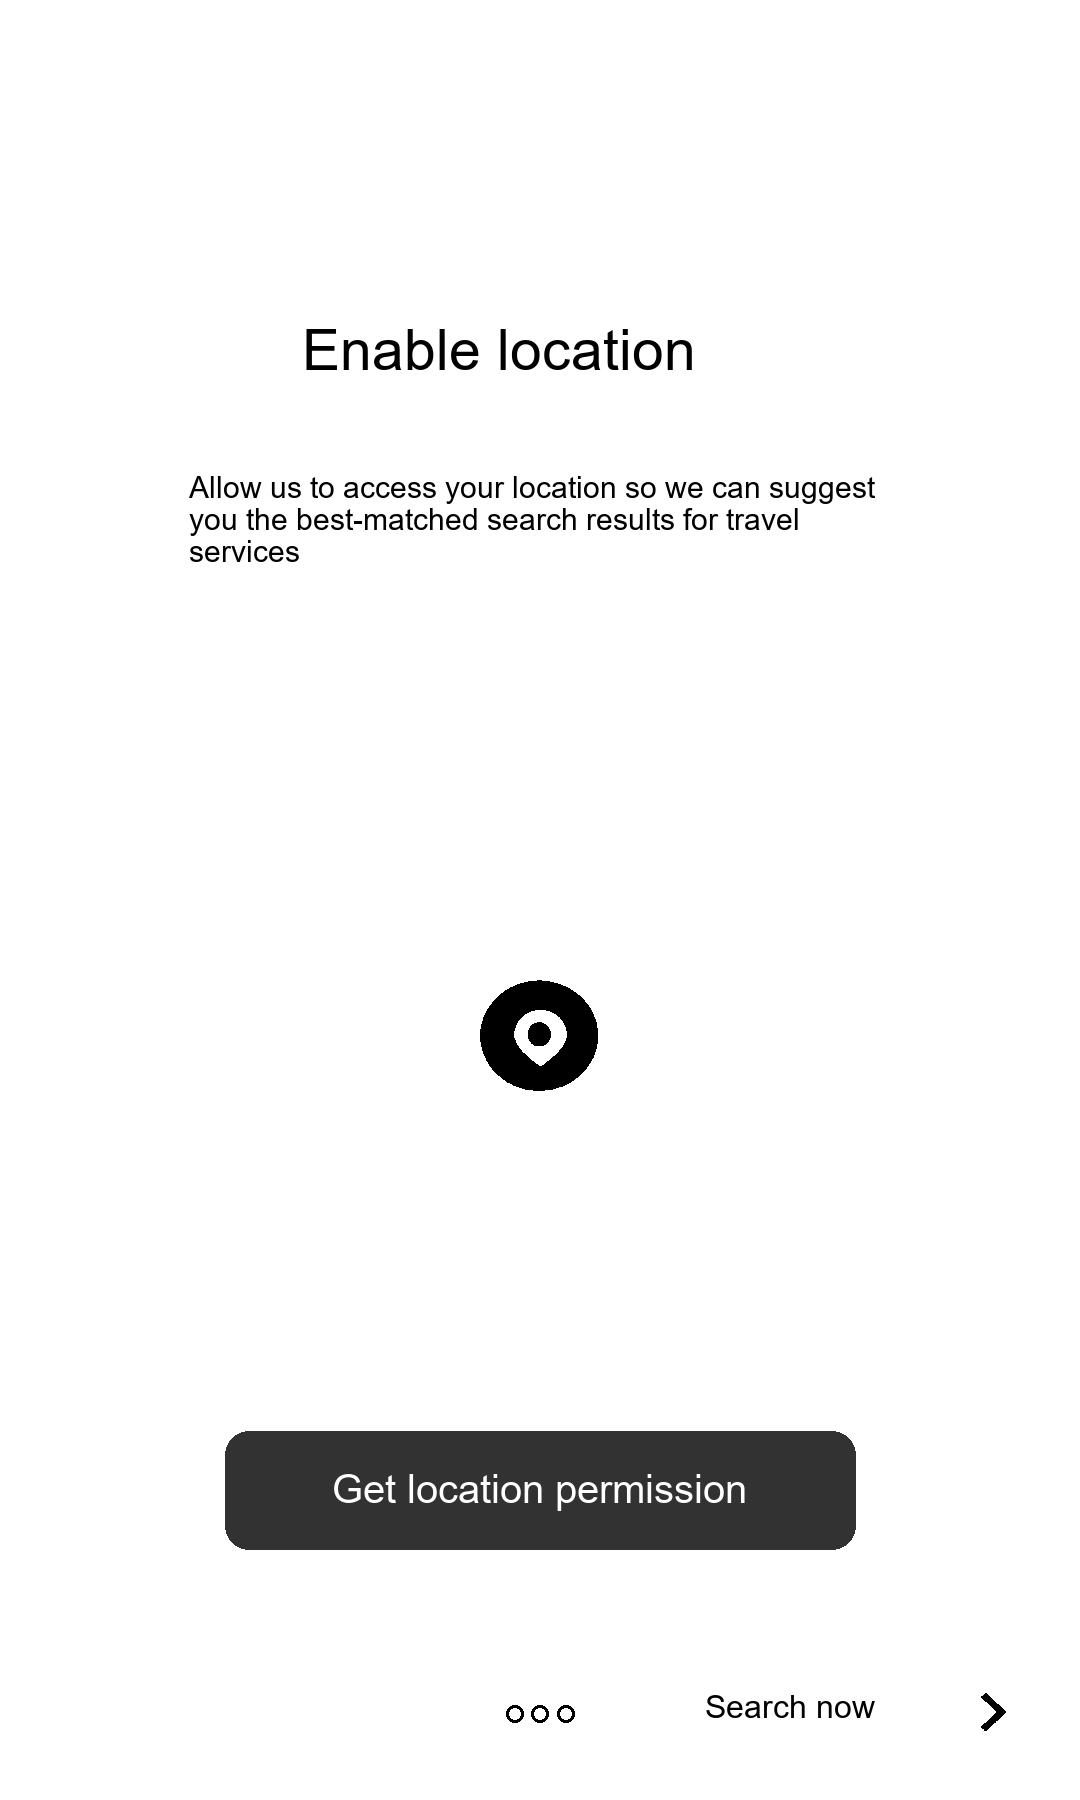 Enable location
Allow us to access your location so we can suggest
you the best-matched search results for travel
services
Get location permission
Search now